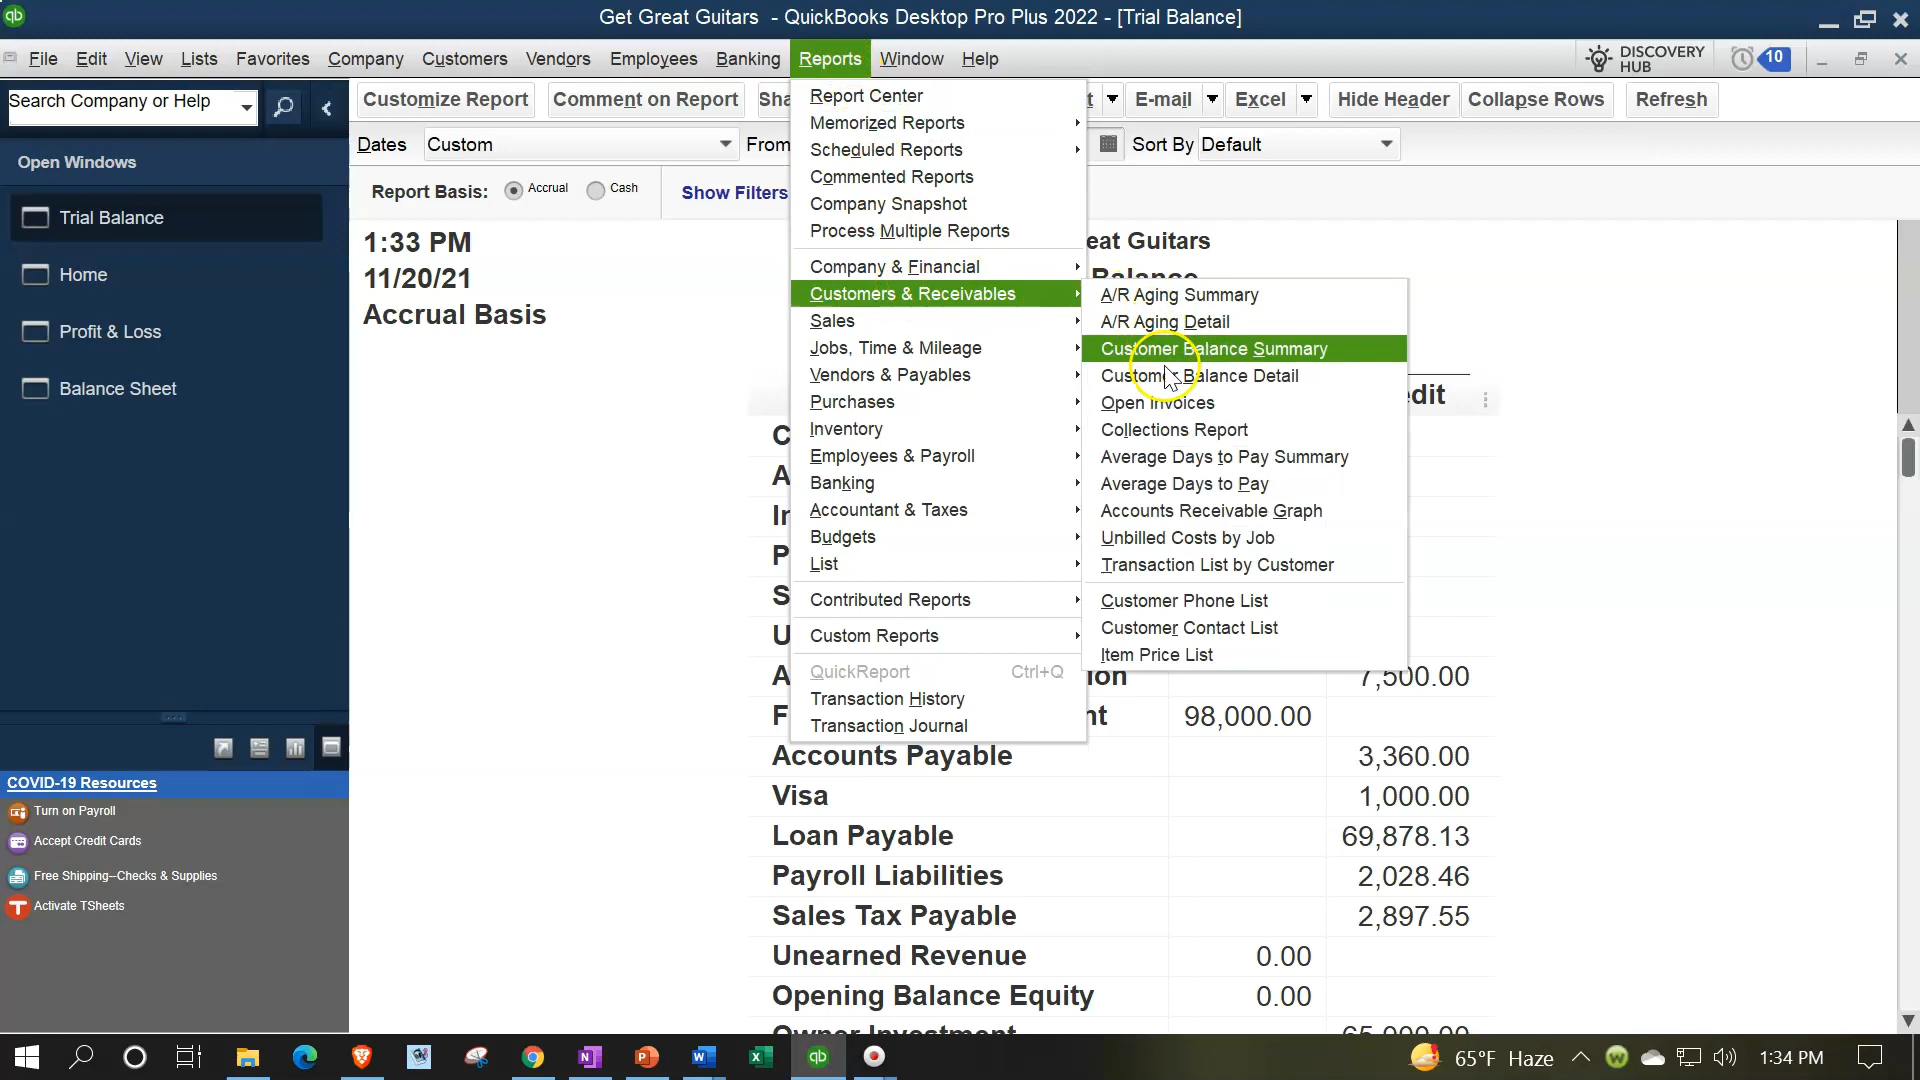 qb
Get Great Guitars  - QuickBooks Desktop Pro Plus 2022 - [Trial Balance]
File Edit View Lists Favorites Company Customers Vendors Employees Banking Reports Window Help
DISCOVERY HUB
10
Search Company or Help
Customize Report
Comment on Report
Sha
E-mail
Excel
Hide Header
Collapse Rows
Refresh
Dates
Custom
From
Sort By
Default
Report Basis:
Accrual
Cash
Show Filters
Open Windows
Trial Balance
Home
Profit & Loss
Balance Sheet
COVID-19 Resources
Turn on Payroll
Accept Credit Cards
Free Shipping--Checks & Supplies
Activate TSheets
Report Center
Memorized Reports
Scheduled Reports
Commented Reports
Company Snapshot
Process Multiple Reports
Company & Financial
Customers & Receivables
Sales
Jobs, Time & Mileage
Vendors & Payables
Purchases
Inventory
Employees & Payroll
Banking
Accountant & Taxes
Budgets
List
Contributed Reports
Custom Reports
QuickReport Ctrl+Q
Transaction History
Transaction Journal
A/R Aging Summary
A/R Aging Detail
Customer Balance Summary
Customer Balance Detail
Open Invoices
Collections Report
Average Days to Pay Summary
Average Days to Pay
Accounts Receivable Graph
Unbilled Costs by Job
Transaction List by Customer
Customer Phone List
Customer Contact List
Item Price List
1:33 PM
11/20/21
Accrual Basis
eat Guitars
Balance
edit
7,500.00
98,000.00
Accounts Payable 3,360.00
Visa 1,000.00
Loan Payable 69,878.13
Payroll Liabilities 2,028.46
Sales Tax Payable 2,897.55
Unearned Revenue 0.00
Opening Balance Equity 0.00
65°F Haze
1:34 PM